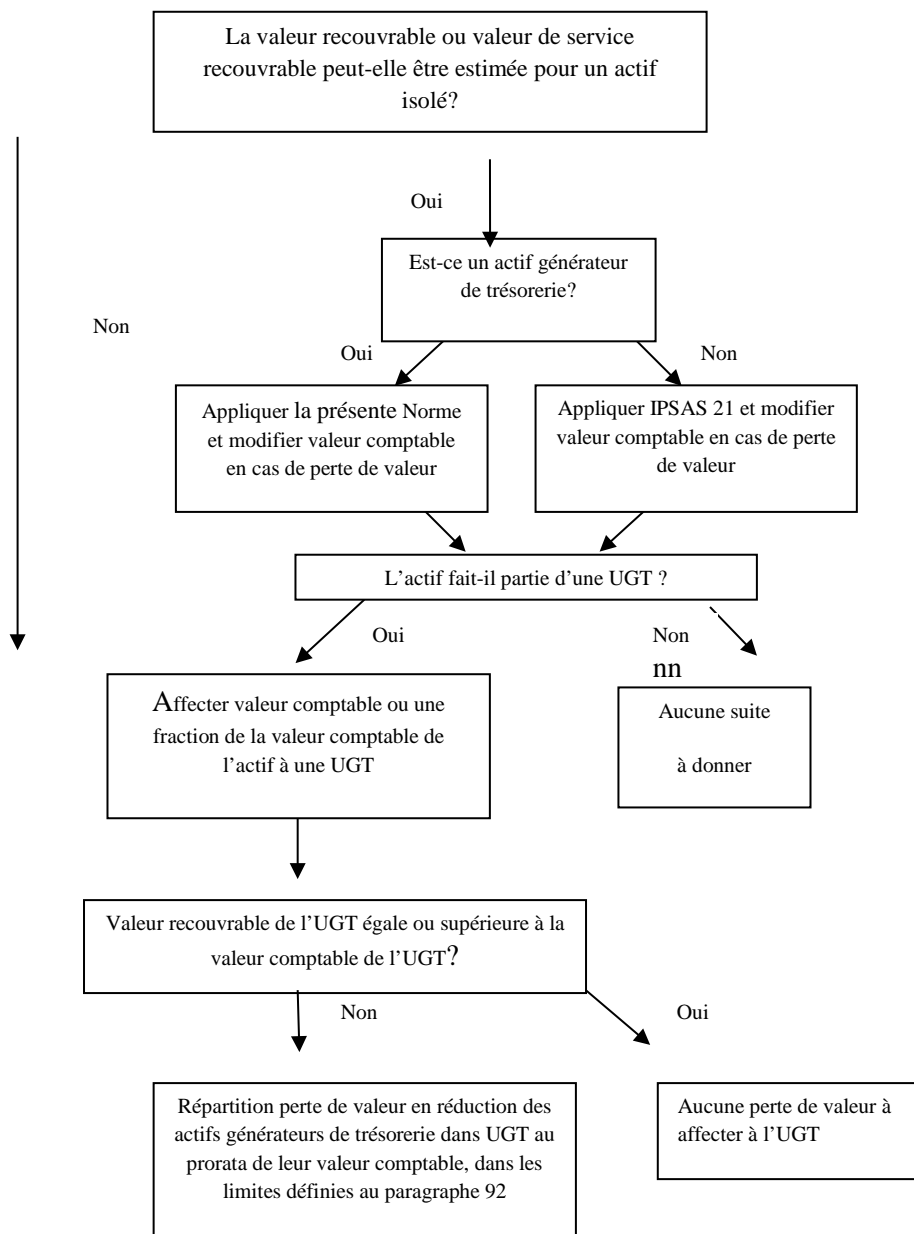 La valeur recouvrable ou valeur de service
recouvrable peut-elle être estimée pour un actif
isolé?
Oui
Est-ce un actif générateur
de trésorerie?
Non
Oui
Non
Appliquer la présente Norme
et modifier valeur comptable
en cas de perte de valeur
Appliquer IPSAS 21 et modifier
valeur comptable en cas de perte
de valeur
L'actif fait-il partie d'une UGT ?
Oui
Non
nn
Affecter valeur comptable ou une
fraction de la valeur comptable de
l'actif à une UGT
Aucune suite
à donner
Valeur recouvrable de l'UGT égale ou supérieure à la
valeur comptable de l'UGT?
Non
Oui
Répartition perte de valeur en réduction des
actifs générateurs de trésorerie dans UGT au
prorata de leur valeur comptable, dans les
limites définies au paragraphe 92
Aucune perte de valeur à
affecter à l'UGT